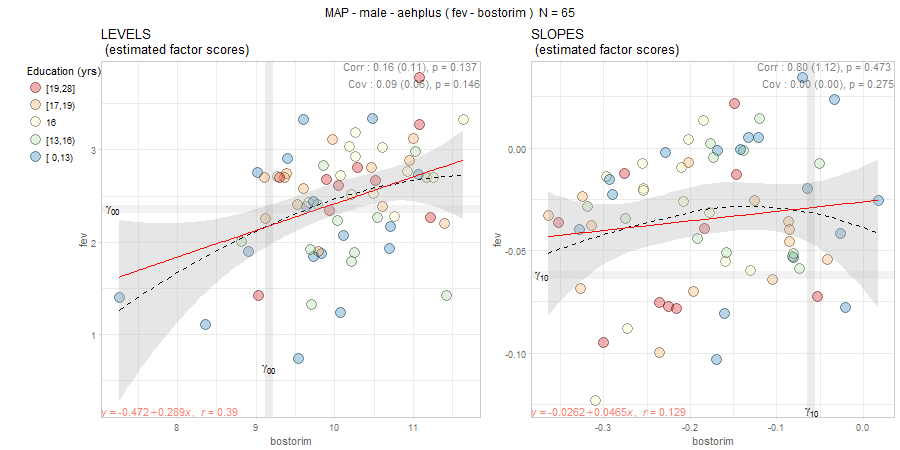 MAP - male - aehplus ( fev - bostorim ) N = 65
LEVELS
(estimated factor scores)
Education (yrs)
[19,28]
[17,19)
16
[13,16)
[ 0,13)
Corr : 0.16 (0.11), p = 0.137
Cov : 0.09 (0.06), p = 0.146
fev
3
2
1
γ00
γ00
y = -0.472 + 0.289x, r = 0.39
8
9
10
11
bostorim
SLOPES
(estimated factor scores)
Corr : 0.80 (1.12), p = 0.473
Cov : 0.00 (0.00), p = 0.275
fev
0.00
-0.05
-0.10
γ10
γ10
y = -0.0262 + 0.0465x, r = 0.129
-0.3
-0.2
-0.1
0.0
bostorim